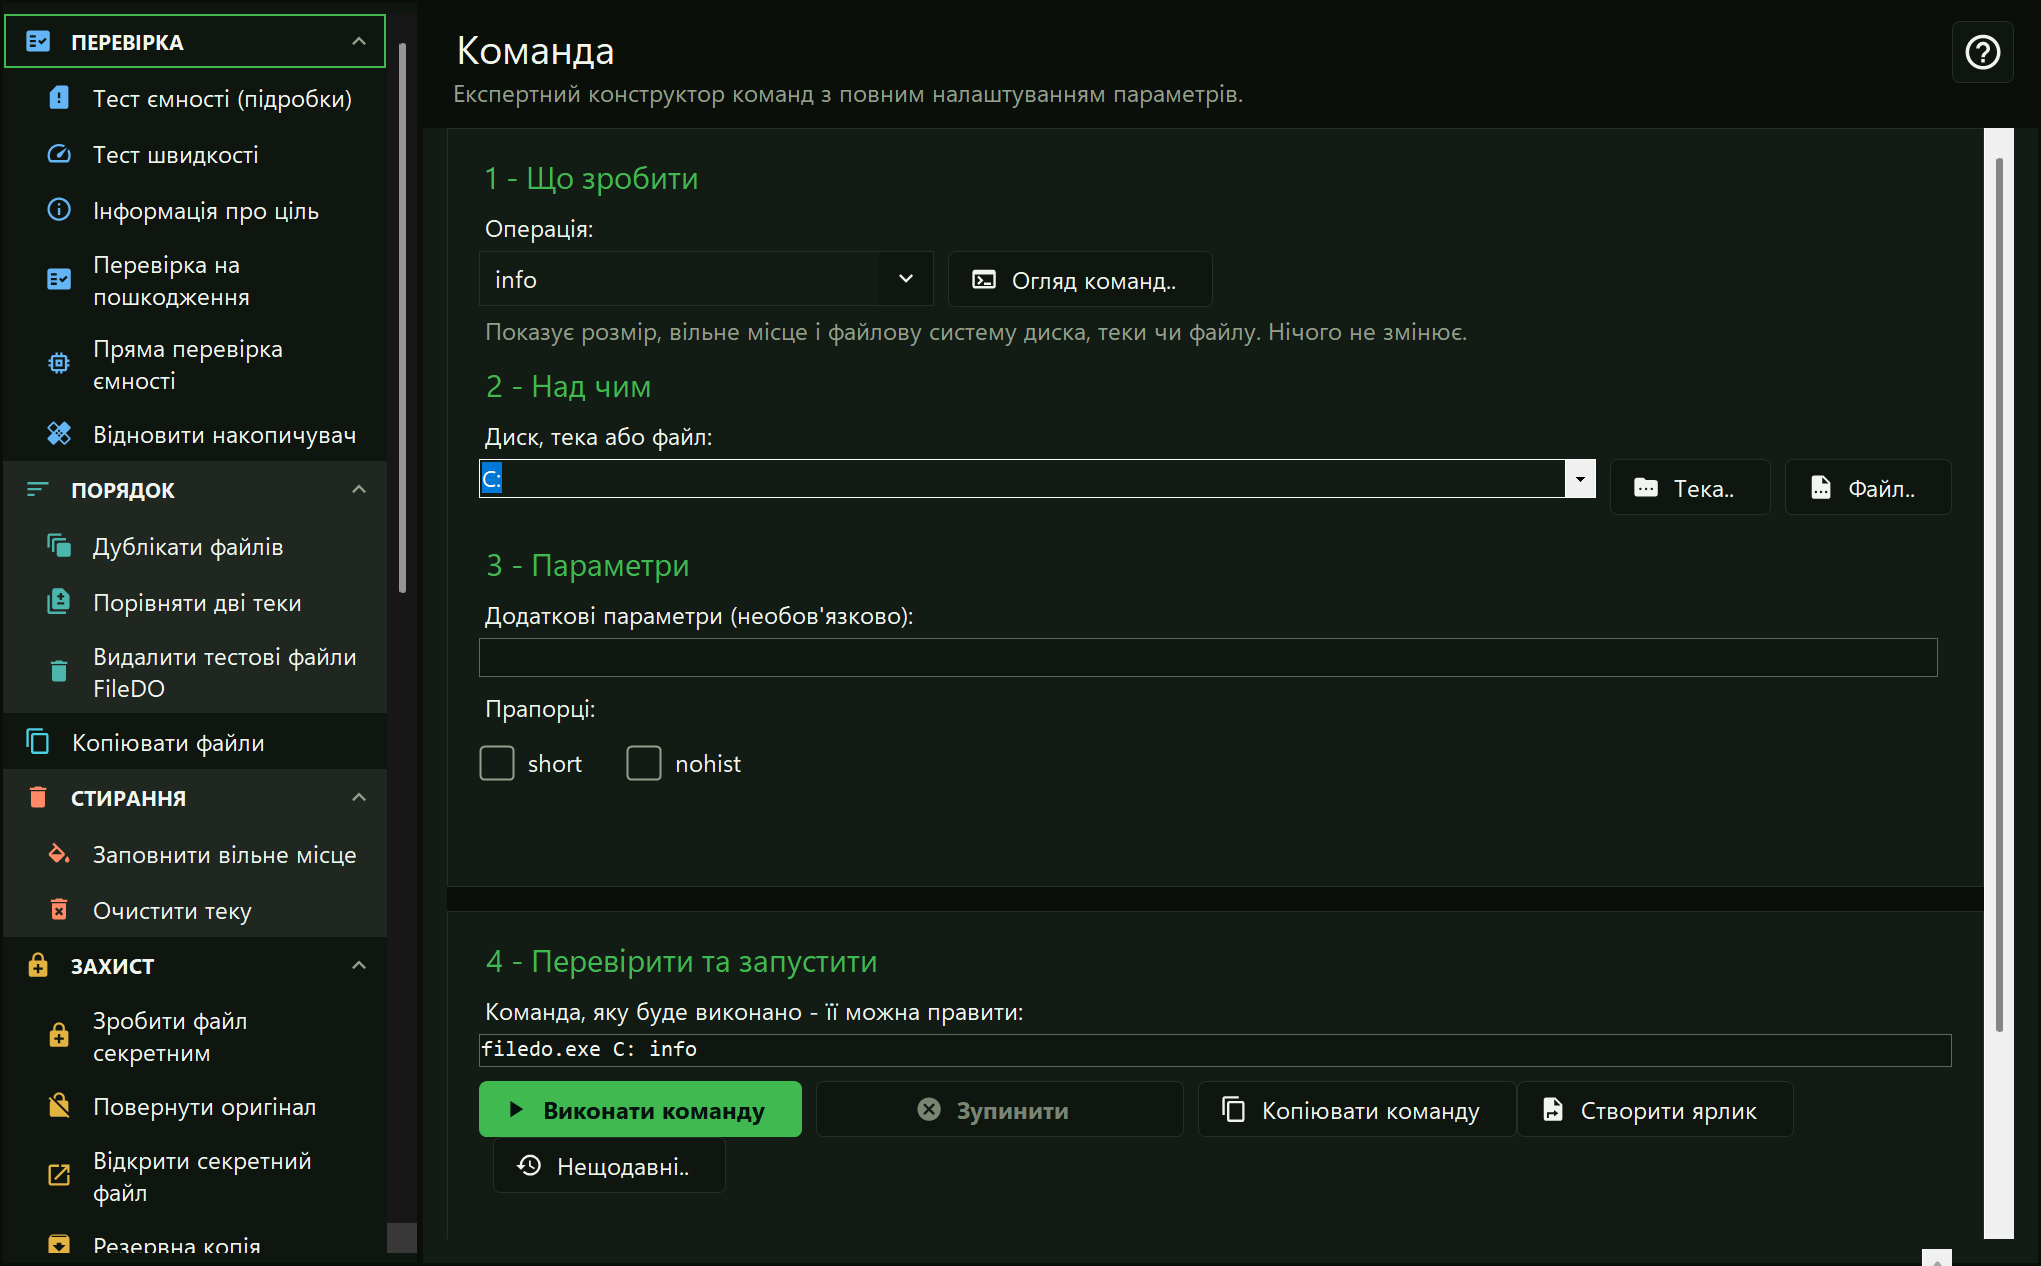 ПЕРЕВІРКА
Тест ємності (підробки)
Тест швидкості
Інформація про ціль
Перевірка на
пошкодження
Пряма перевірка
ємності
Відновити накопичувач
ПОРЯДОК
Дублікати файлів
Порівняти дві теки
Видалити тестові файли
FileDO
Копіювати файли
СТИРАННЯ
Заповнити вільне місце
Очистити теку
ЗАХИСТ
Зробити файл
секретним
Повернути оригінал
Відкрити секретний
файл
Резервна копія
Команда
Експертний конструктор команд з повним налаштуванням параметрів.
1 - Що зробити
Операція:
info
Огляд команд..
Показує розмір, вільне місце і файлову систему диска, теки чи файлу. Нічого не змінює.
2 - Над чим
Диск, тека або файл:
C:
Тека..
Файл..
3 - Параметри
Додаткові параметри (необов'язково):
Прапорці:
short
nohist
4 - Перевірити та запустити
Команда, яку буде виконано - її можна правити:
filedo.exe C: info
Виконати команду
Зупинити
Копіювати команду
Створити ярлик
Нещодавні..